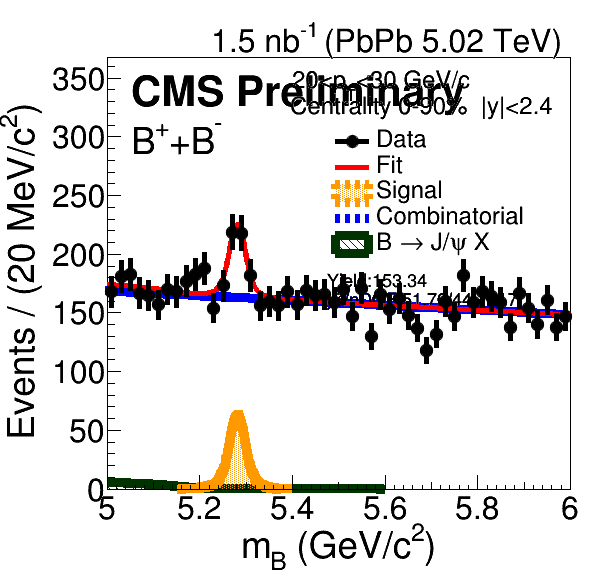 1.5 nb⁻¹ (PbPb 5.02 TeV)
CMS Preliminary
20<p <30 GeV/c
Centrality 0-90% |y|<2.4
B⁺+B⁻
Data
Fit
Signal
Combinatorial
B → J/ψ X
Yield:153.34
Events / (20 MeV/c²)
350
300
250
200
150
100
50
0
5 5.2 5.4 5.6 5.8 6
m_B (GeV/c²)